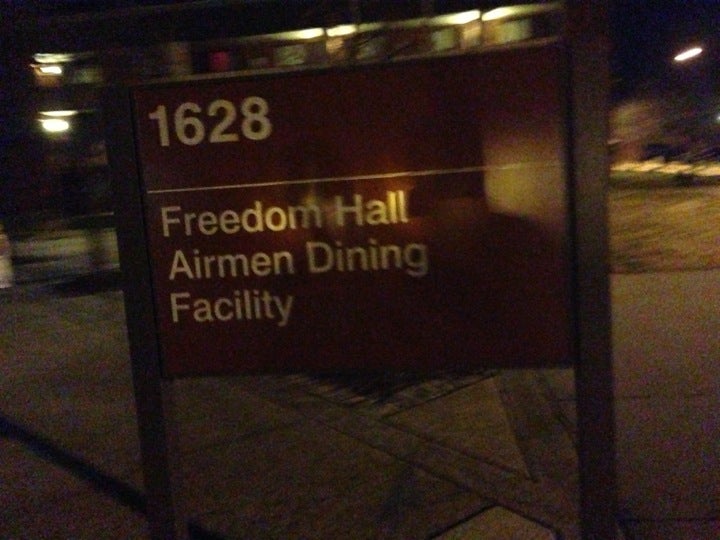 1628
Freedom Hall
Airmen Dining
Facility